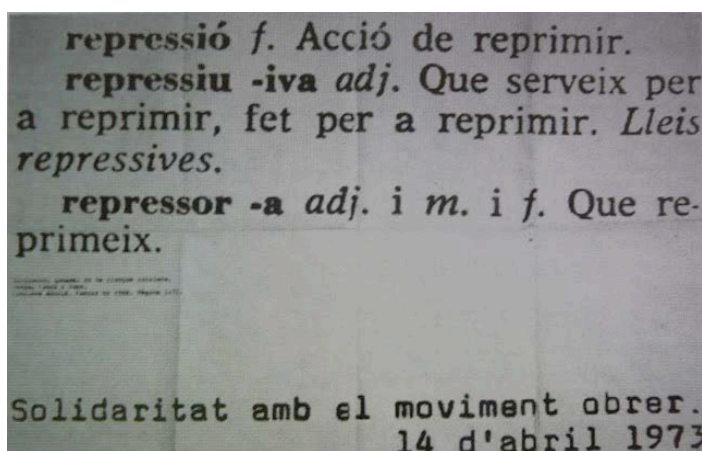 repressió f. Acció de reprimir.
repressiu -iva adj. Que serveix per
a reprimir, fet per a reprimir. Lleis
repressives.
repressor -a adj. i m. i f. Que re-
primeix.
Solidaritat amb el moviment obrer.
14 d'abril 1973